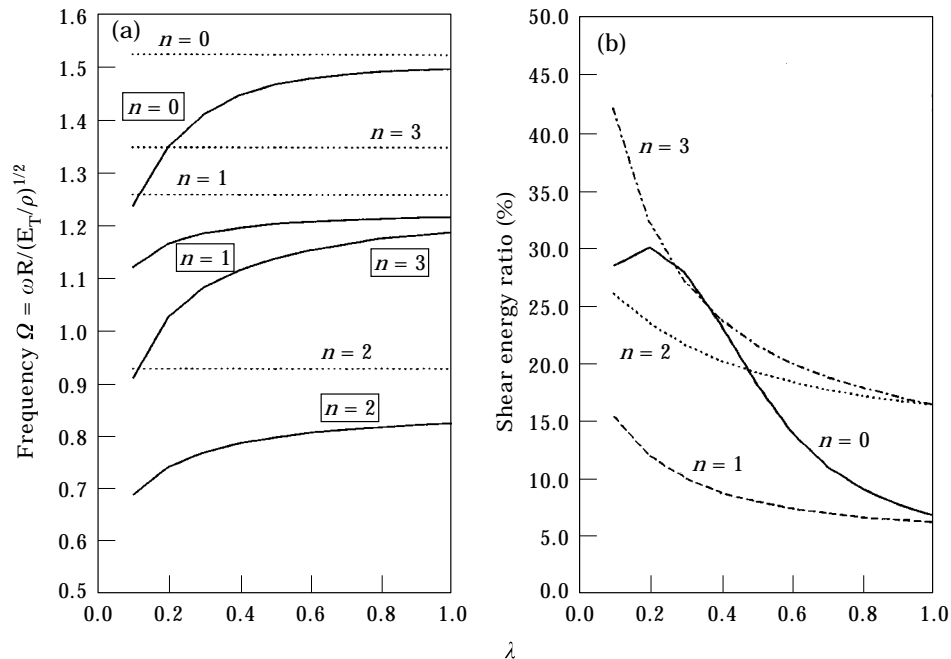 (a)
Frequency Ω = ωR/(E_T/ρ)^{1/2}
1.6
1.5
1.4
1.3
1.26
1.2
1.1
1.0
0.9
0.8
0.7
0.6
0.5
n = 0
n = 0
n = 3
n = 1
n = 1
n = 3
n = 2
n = 2
0.0
0.2
0.4
0.6
0.8
1.0
(b)
Shear energy ratio (%)
50.0
45.0
40.0
35.0
30.0
25.0
20.0
15.0
10.0
5.0
0.0
n = 3
n = 2
n = 0
n = 1
0.0
0.2
0.4
0.6
0.8
1.0
λ